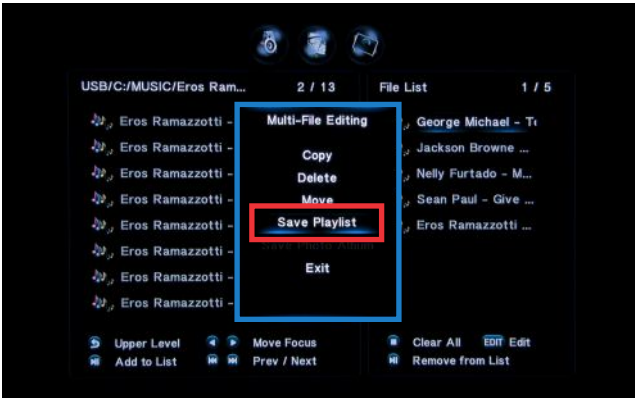 USB/C:/MUSIC/Eros Ram... 2 / 13
File List 1 / 5
Eros Ramazzotti -
Eros Ramazzotti -
Eros Ramazzotti -
Eros Ramazzotti -
Eros Ramazzotti -
Eros Ramazzotti -
Eros Ramazzotti -
Eros Ramazzotti -
Multi-File Editing
Copy
Delete
Move
Save Playlist
Save Photo Album
Exit
George Michael - T
Jackson Browne ...
Nelly Furtado - M...
Sean Paul - Give ...
Eros Ramazzotti ...
Upper Level Move Focus
Add to List Prev / Next
Clear All EDIT Edit
Remove from List